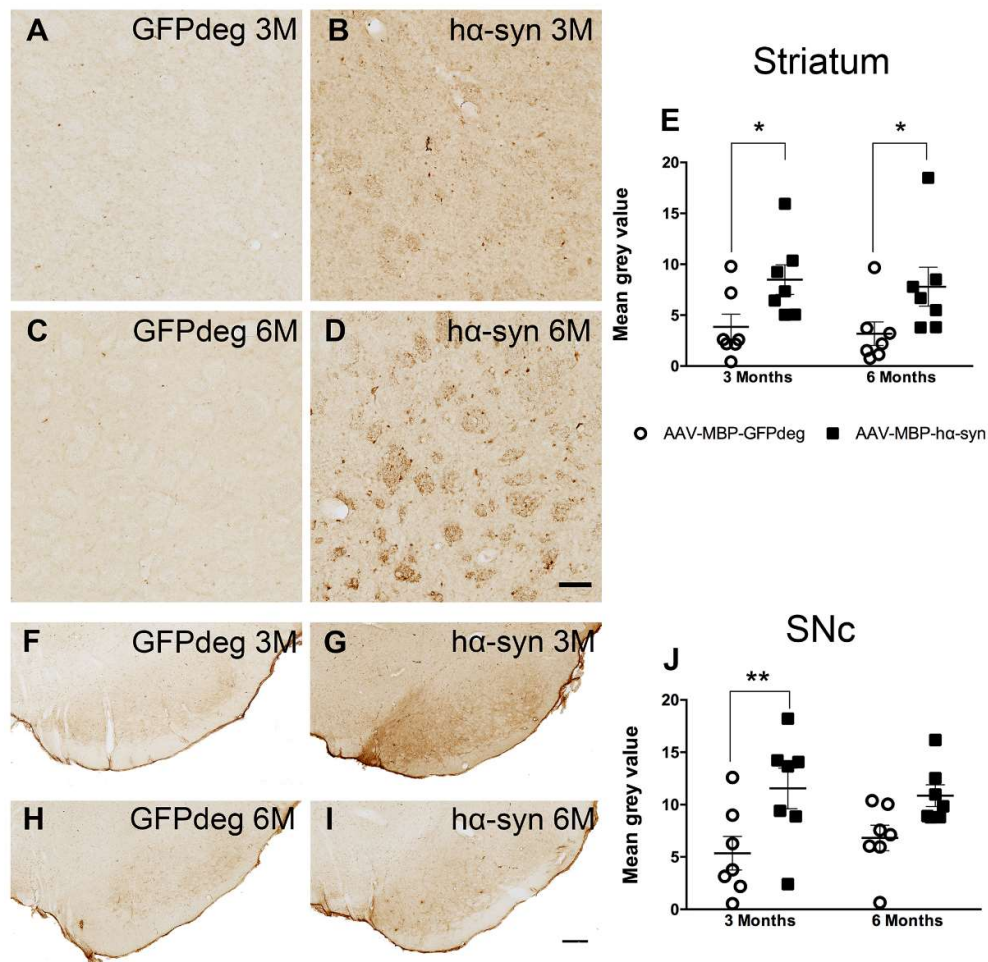 A GFPdeg 3M
B hα-syn 3M
C GFPdeg 6M
D hα-syn 6M
Striatum
E
* *
20
15
10
5
0
Mean grey value
3 Months 6 Months
AAV-MBP-GFPdeg AAV-MBP-hα-syn
F GFPdeg 3M
G hα-syn 3M
H GFPdeg 6M
I hα-syn 6M
SNc
J
**
20
15
10
5
0
Mean grey value
3 Months 6 Months